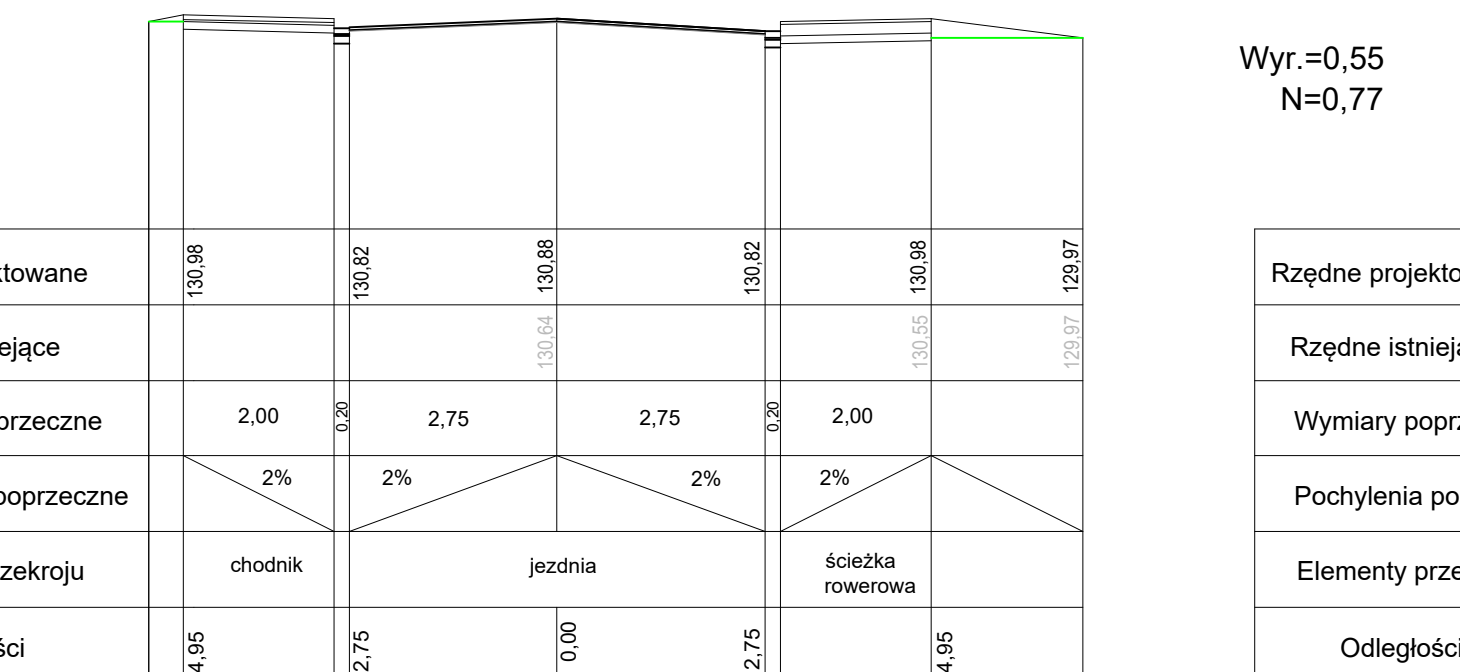 Wyr.=0,55
N=0,77
ktowane
130,98
130,82
130,88
130,82
130,98
129,97
Rzędne projekto
ejące
130,64
130,55
129,97
Rzędne istnieją
orzeczne
2,00
0,20
2,75
2,75
0,20
2,00
Wymiary poprz
poprzeczne
2%
2%
2%
2%
Pochylenia po
zekroju
chodnik
jezdnia
ścieżka
rowerowa
Elementy prze
ści
4,95
2,75
0,00
2,75
4,95
Odległości